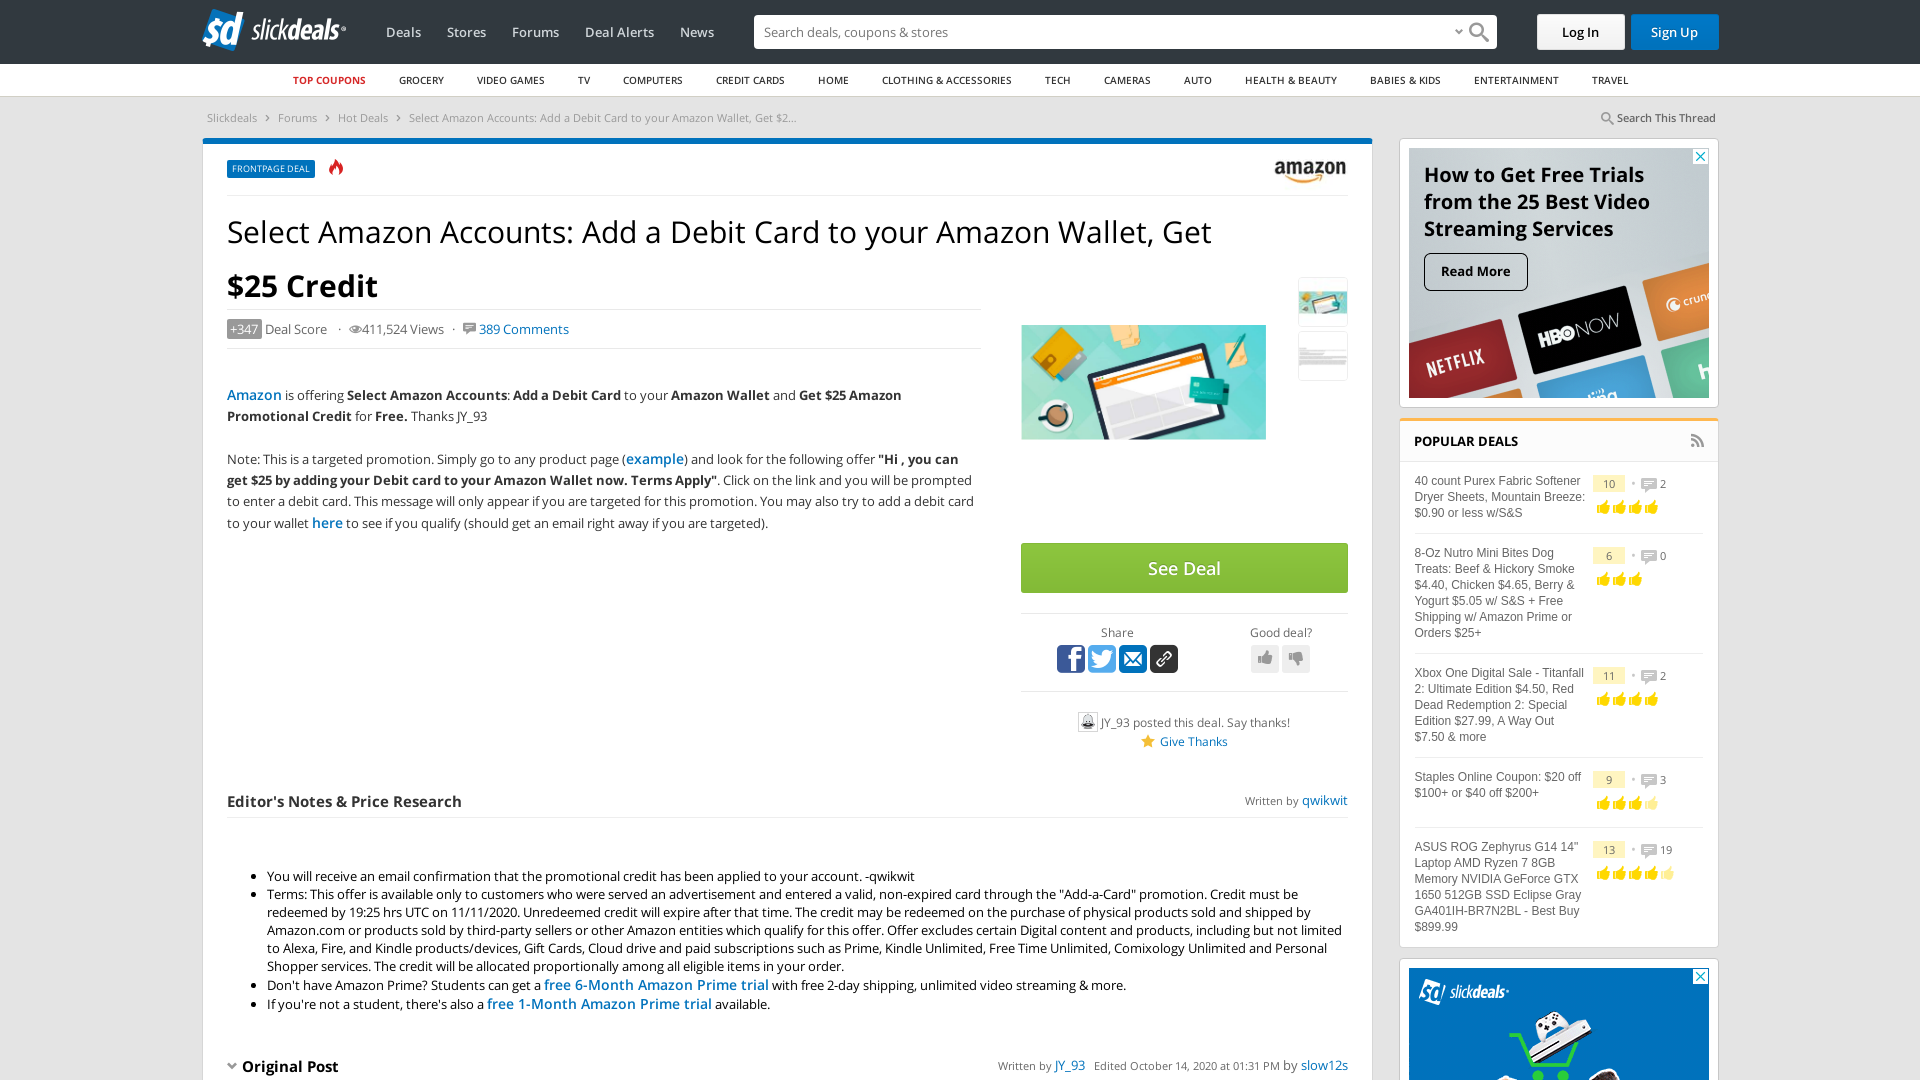 slickdeals
Deals
Stores
Forums
Deal Alerts
News
Search deals, coupons & stores
Log In
Sign Up
TOP COUPONS
GROCERY
VIDEO GAMES
TV
COMPUTERS
CREDIT CARDS
HOME
CLOTHING & ACCESSORIES
TECH
CAMERAS
AUTO
HEALTH & BEAUTY
BABIES & KIDS
ENTERTAINMENT
TRAVEL
Slickdeals › Forums › Hot Deals › Select Amazon Accounts: Add a Debit Card to your Amazon Wallet, Get $2...
Search This Thread
FRONTPAGE DEAL
amazon
Select Amazon Accounts: Add a Debit Card to your Amazon Wallet, Get
$25 Credit
+347 Deal Score · 411,524 Views · 389 Comments
Amazon is offering Select Amazon Accounts: Add a Debit Card to your Amazon Wallet and Get $25 Amazon
Promotional Credit for Free. Thanks JY_93
Note: This is a targeted promotion. Simply go to any product page (example) and look for the following offer "Hi , you can
get $25 by adding your Debit card to your Amazon Wallet now. Terms Apply". Click on the link and you will be prompted
to enter a debit card. This message will only appear if you are targeted for this promotion. You may also try to add a debit card
to your wallet here to see if you qualify (should get an email right away if you are targeted).
See Deal
Share
Good deal?
JY_93 posted this deal. Say thanks!
Give Thanks
Editor's Notes & Price Research
Written by qwikwit
You will receive an email confirmation that the promotional credit has been applied to your account. -qwikwit
Terms: This offer is available only to customers who were served an advertisement and entered a valid, non-expired card through the "Add-a-Card" promotion. Credit must be
redeemed by 19:25 hrs UTC on 11/11/2020. Unredeemed credit will expire after that time. The credit may be redeemed on the purchase of physical products sold and shipped by
Amazon.com or products sold by third-party sellers or other Amazon entities which qualify for this offer. Offer excludes certain Digital content and products, including but not limited
to Alexa, Fire, and Kindle products/devices, Gift Cards, Cloud drive and paid subscriptions such as Prime, Kindle Unlimited, Free Time Unlimited, Comixology Unlimited and Personal
Shopper services. The credit will be allocated proportionally among all eligible items in your order.
Don't have Amazon Prime? Students can get a free 6-Month Amazon Prime trial with free 2-day shipping, unlimited video streaming & more.
If you're not a student, there's also a free 1-Month Amazon Prime trial available.
Original Post
Written by JY_93 Edited October 14, 2020 at 01:31 PM by slow12s
How to Get Free Trials
from the 25 Best Video
Streaming Services
Read More
NETFLIX
HBO NOW
crunc
ling
h
POPULAR DEALS
40 count Purex Fabric Softener
Dryer Sheets, Mountain Breeze:
$0.90 or less w/S&S
10 · 2
8-Oz Nutro Mini Bites Dog
Treats: Beef & Hickory Smoke
$4.40, Chicken $4.65, Berry &
Yogurt $5.05 w/ S&S + Free
Shipping w/ Amazon Prime or
Orders $25+
6 · 0
Xbox One Digital Sale - Titanfall
2: Ultimate Edition $4.50, Red
Dead Redemption 2: Special
Edition $27.99, A Way Out
$7.50 & more
11 · 2
Staples Online Coupon: $20 off
$100+ or $40 off $200+
9 · 3
ASUS ROG Zephyrus G14 14"
Laptop AMD Ryzen 7 8GB
Memory NVIDIA GeForce GTX
1650 512GB SSD Eclipse Gray
GA401IH-BR7N2BL - Best Buy
$899.99
13 · 19
slickdeals